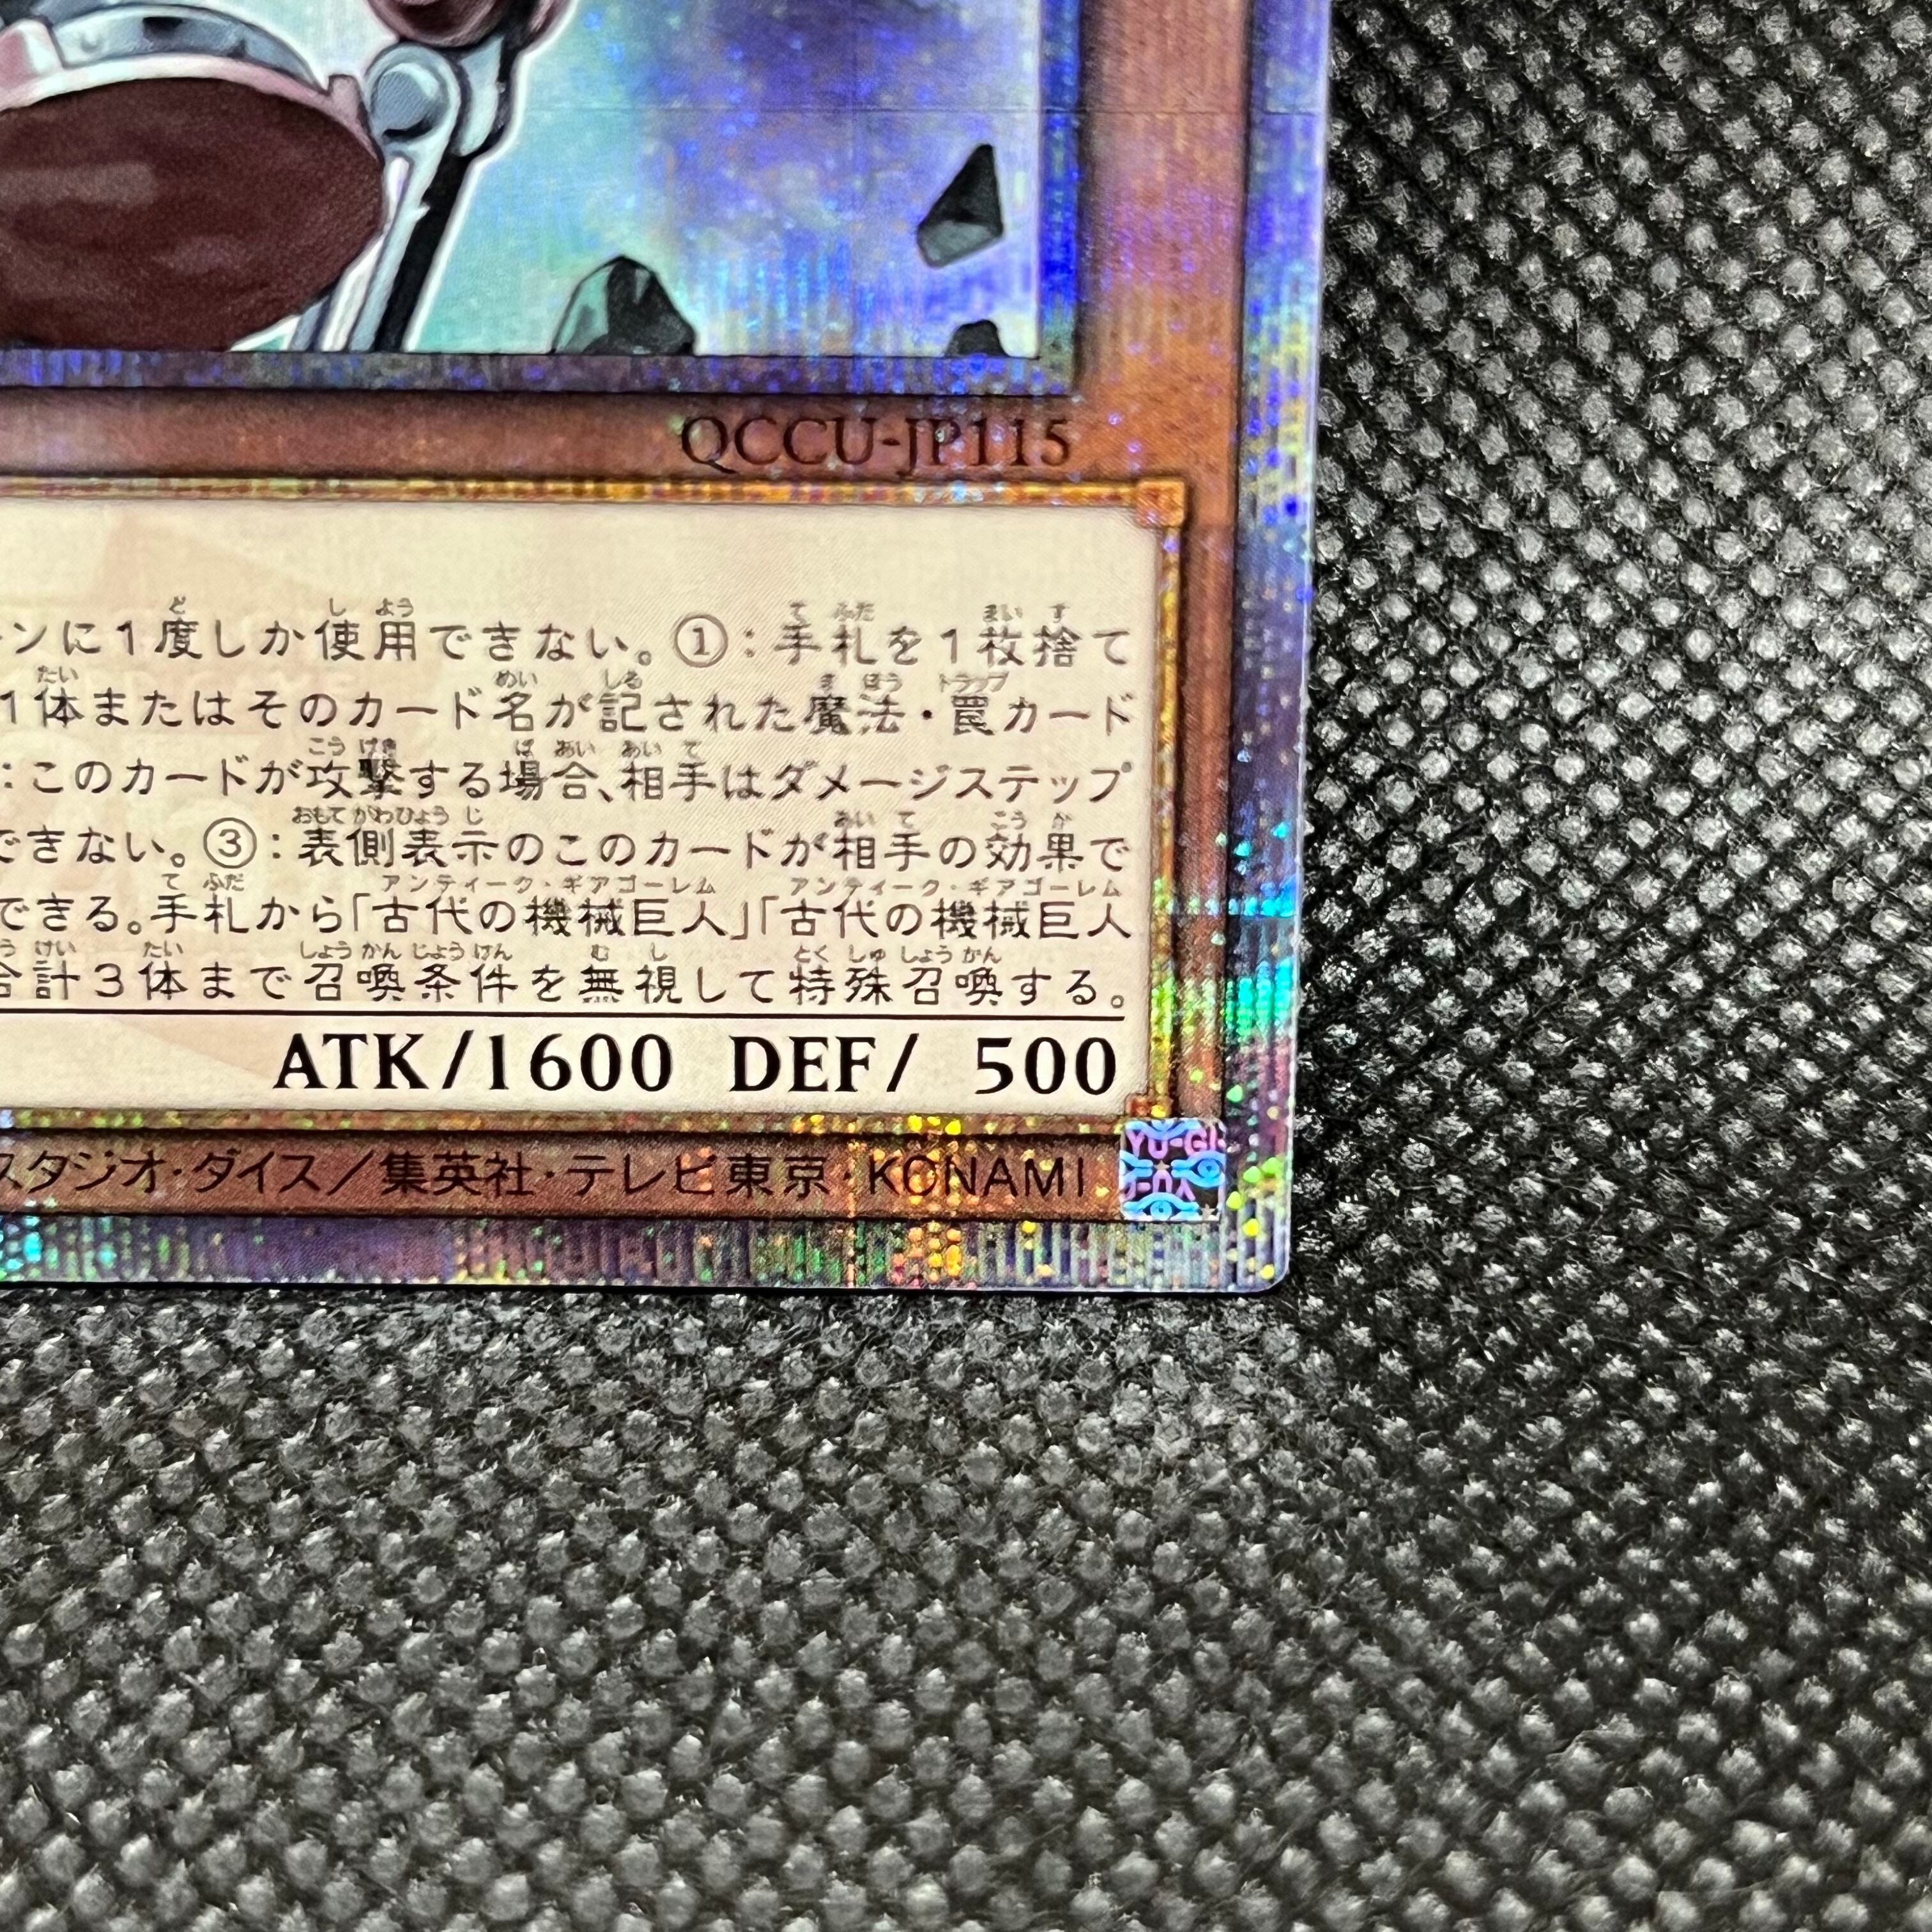 QCCU-JP115
ーンに1度しか使用できない。①:手札を1枚捨て
1体またはそのカード名が記された魔法・罠カード
:このカードが攻撃する場合、相手はダメージステップ
できない。③:表側表示のこのカードが相手の効果で
できる。手札から「古代の機械巨人」「古代の機械巨人
合計3体まで召喚条件を無視して特殊召喚する。
ATK/1600 DEF/ 500
スタジオ・ダイス/集英社・テレビ東京・KONAMI
YU-GI-